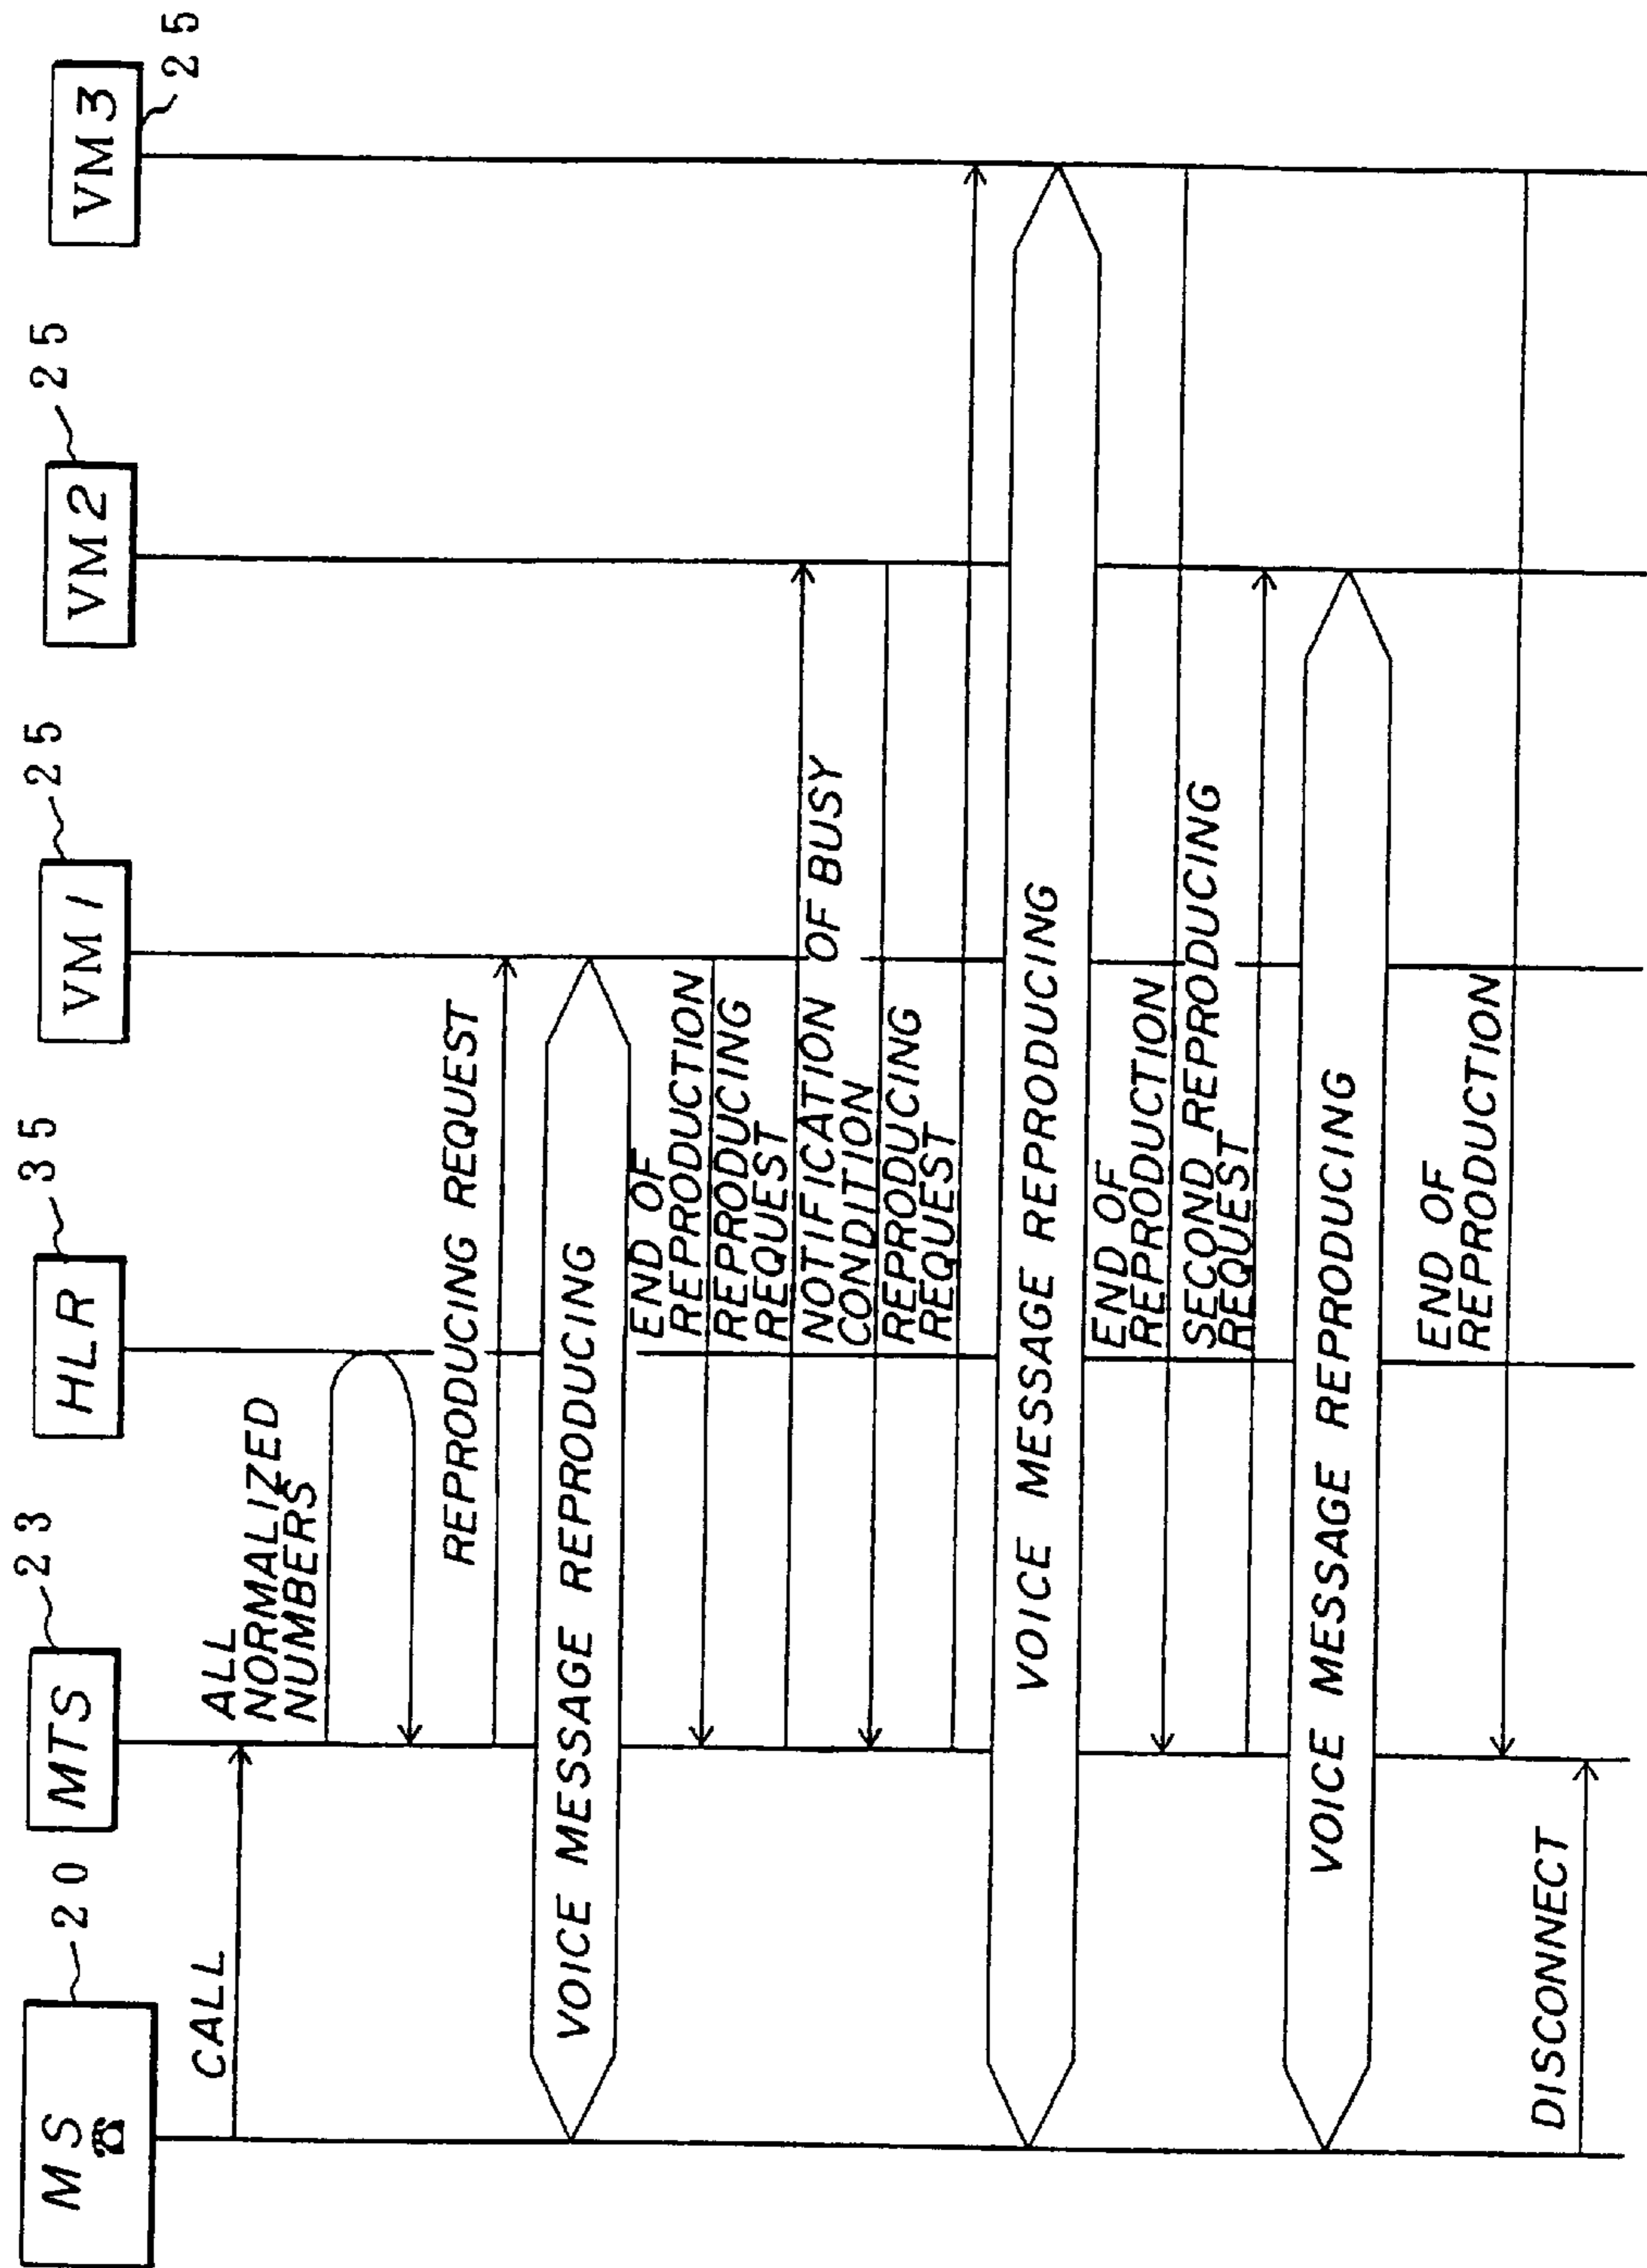 MS
20
MTS
23
HLR
35
VM1
25
VM2
25
VM3
25
CALL
ALL
NORMALIZED
NUMBERS
REPRODUCING REQUEST
VOICE MESSAGE REPRODUCING
END OF
REPRODUCTION
REPRODUCING
REQUEST
NOTIFICATION OF BUSY
CONDITION
REPRODUCING
REQUEST
VOICE MESSAGE REPRODUCING
END OF
REPRODUCTION
SECOND REPRODUCING
REQUEST
VOICE MESSAGE REPRODUCING
END OF
REPRODUCTION
DISCONNECT